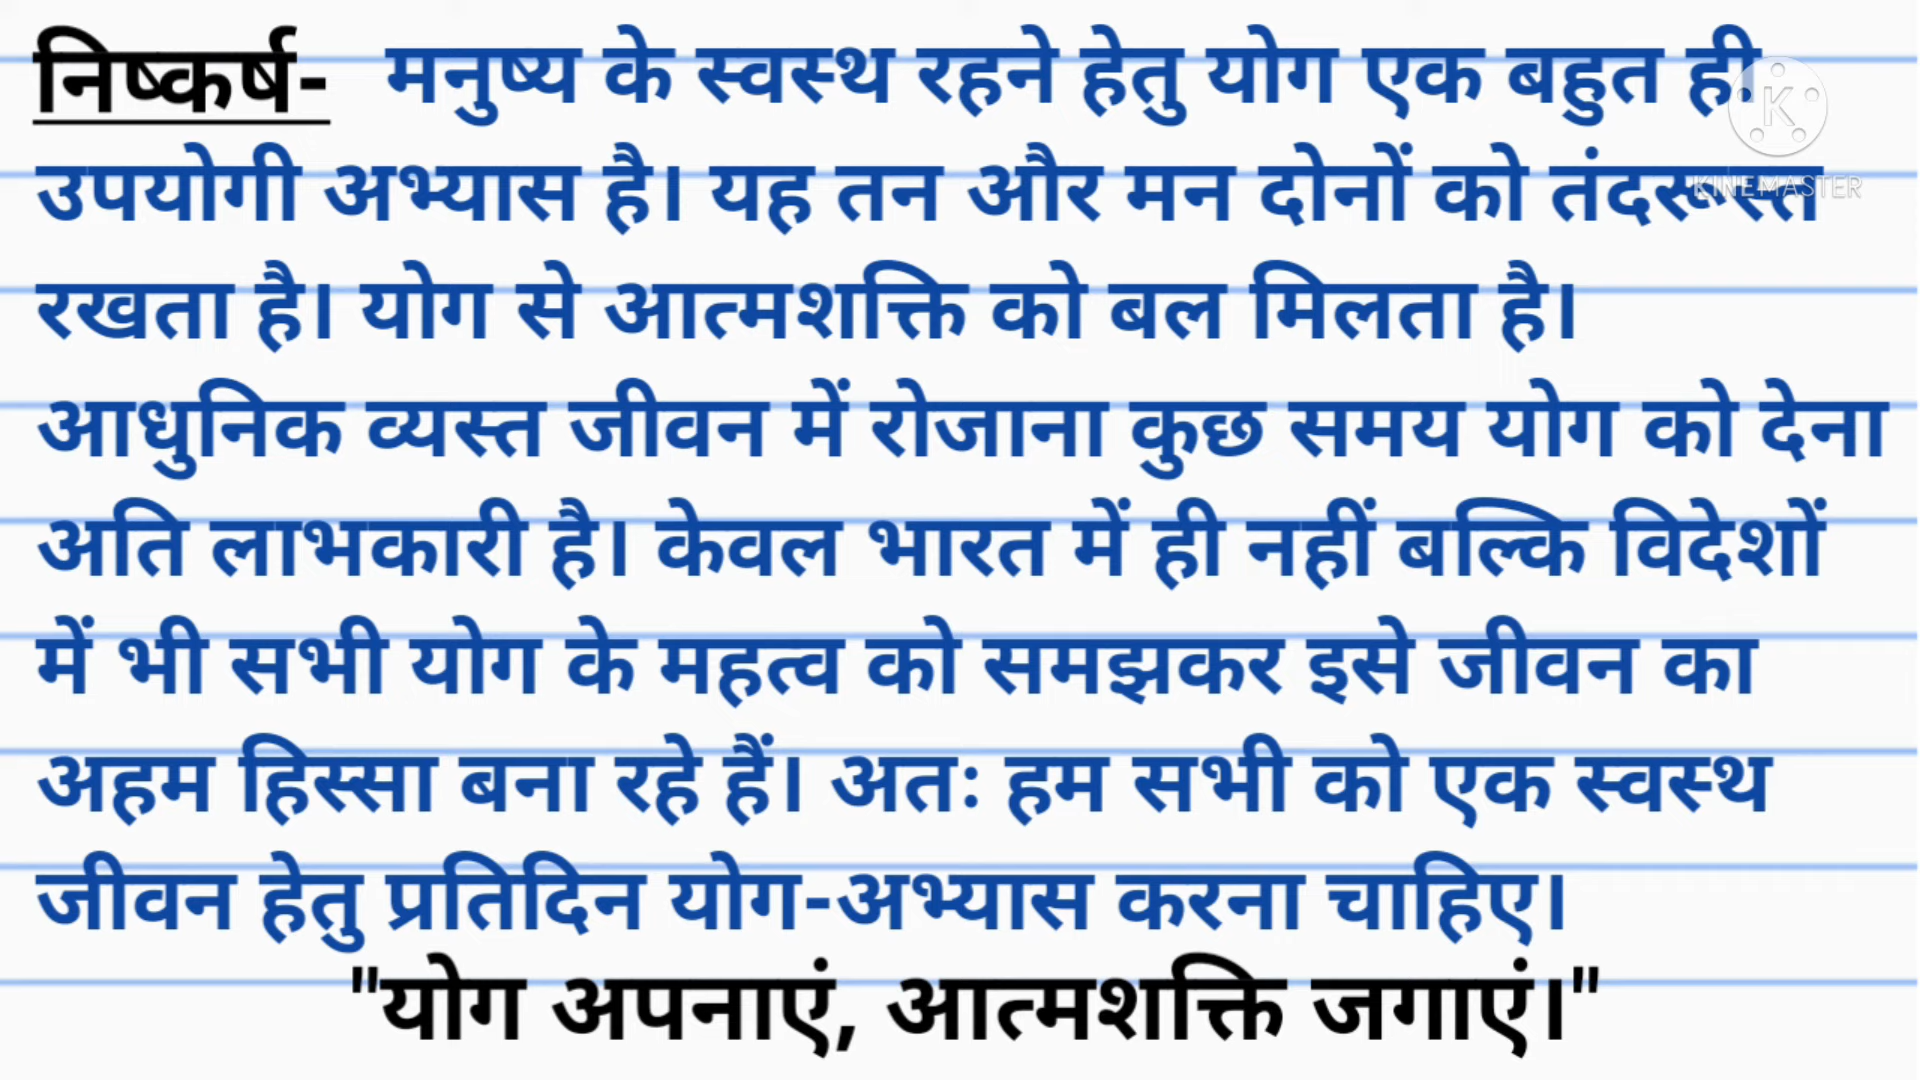 निष्कर्ष- मनुष्य के स्वस्थ रहने हेतु योग एक बहुत ही
उपयोगी अभ्यास है। यह तन और मन दोनों को तंदरूस्त
रखता है। योग से आत्मशक्ति को बल मिलता है।
आधुनिक व्यस्त जीवन में रोजाना कुछ समय योग को देना
अति लाभकारी है। केवल भारत में ही नहीं बल्कि विदेशों
में भी सभी योग के महत्व को समझकर इसे जीवन का
अहम हिस्सा बना रहे हैं। अतः हम सभी को एक स्वस्थ
जीवन हेतु प्रतिदिन योग-अभ्यास करना चाहिए।
"योग अपनाएं, आत्मशक्ति जगाएं।"
K
KINEMASTER